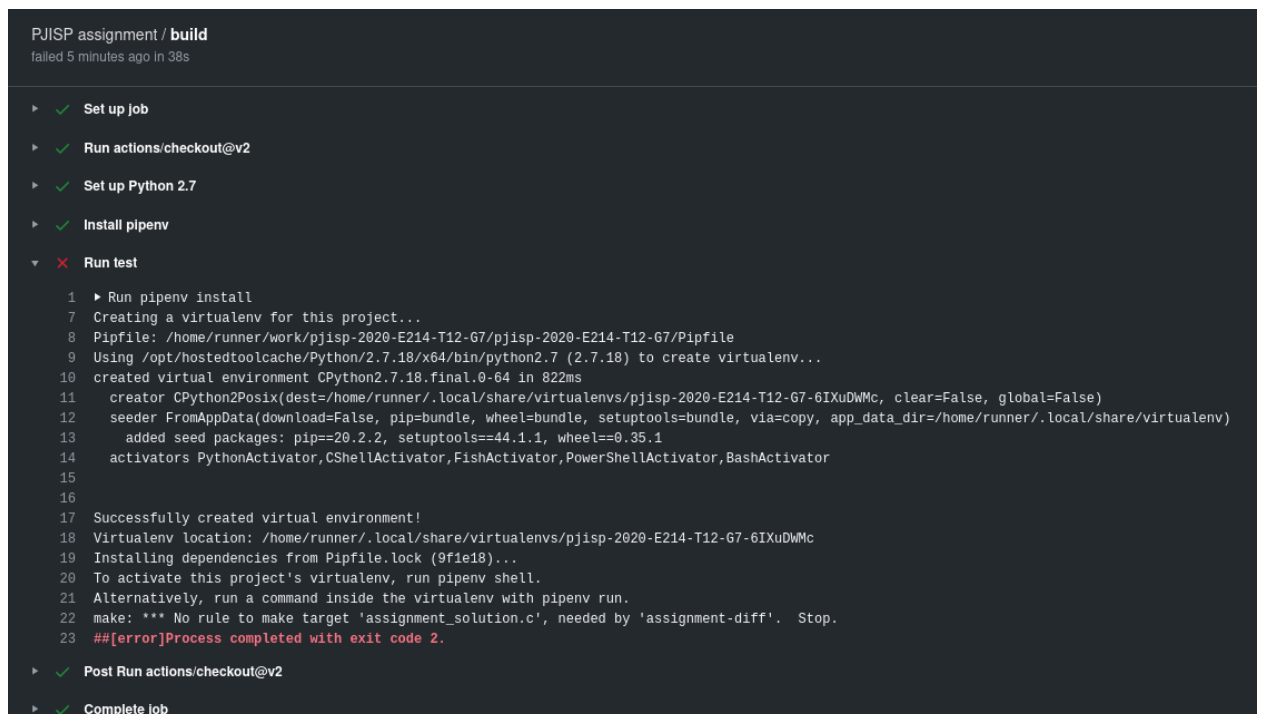 PJISP assignment / build
failed 5 minutes ago in 38s
Set up job
Run actions/checkout@v2
Set up Python 2.7
Install pipenv
Run test
1 Run pipenv install
7 Creating a virtualenv for this project...
8 Pipfile: /home/runner/work/pjisp-2020-E214-T12-G7/pjisp-2020-E214-T12-G7/Pipfile
9 Using /opt/hostedtoolcache/Python/2.7.18/x64/bin/python2.7 (2.7.18) to create virtualenv...
10 created virtual environment CPython2.7.18.final.0-64 in 822ms
11 creator CPython2Posix(dest=/home/runner/.local/share/virtualenvs/pjisp-2020-E214-T12-G7-6IXuDWMc, clear=False, global=False)
12 seeder FromAppData(download=False, pip=bundle, wheel=bundle, setuptools=bundle, via=copy, app_data_dir=/home/runner/.local/share/virtualenv)
13 added seed packages: pip==20.2.2, setuptools==44.1.1, wheel==0.35.1
14 activators PythonActivator,CShellActivator,FishActivator,PowerShellActivator,BashActivator
15
16
17 Successfully created virtual environment!
18 Virtualenv location: /home/runner/.local/share/virtualenvs/pjisp-2020-E214-T12-G7-6IXuDWMc
19 Installing dependencies from Pipfile.lock (9f1e18)...
20 To activate this project's virtualenv, run pipenv shell.
21 Alternatively, run a command inside the virtualenv with pipenv run.
22 make: *** No rule to make target 'assignment_solution.c', needed by 'assignment-diff'.  Stop.
23 ##[error]Process completed with exit code 2.
Post Run actions/checkout@v2
Complete job